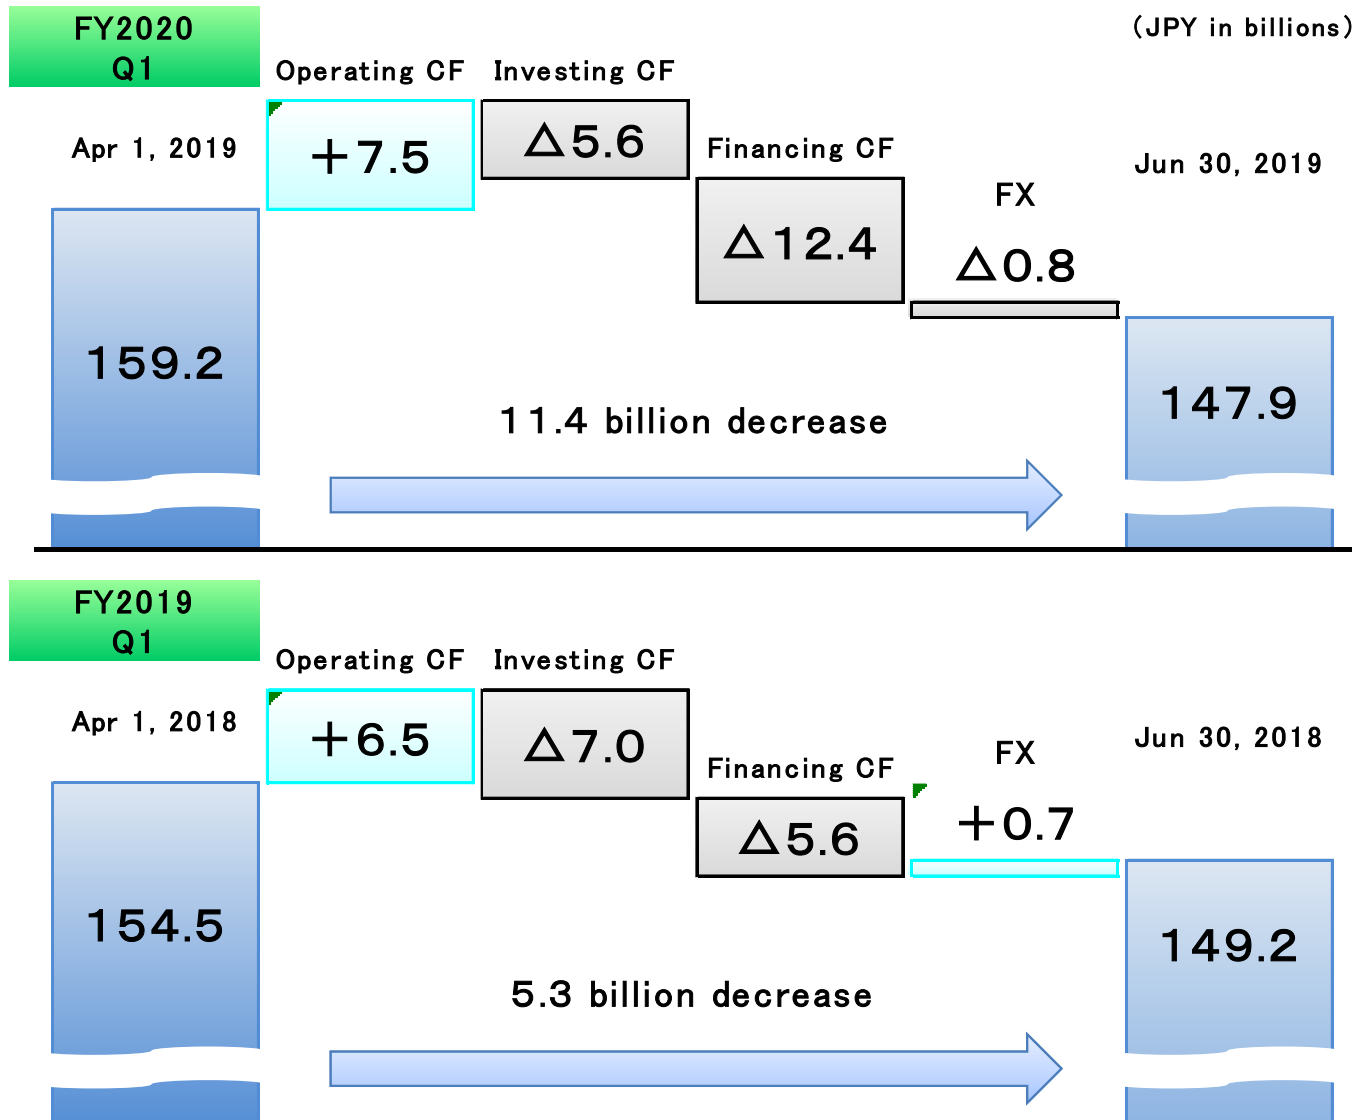 FY2020
Q1
(JPY in billions)
Operating CF
Investing CF
Apr 1, 2019
+7.5
△5.6
Financing CF
Jun 30, 2019
FX
△12.4
△0.8
159.2
147.9
11.4 billion decrease
FY2019
Q1
Operating CF
Investing CF
Apr 1, 2018
+6.5
△7.0
Financing CF
FX
Jun 30, 2018
△5.6
+0.7
154.5
149.2
5.3 billion decrease